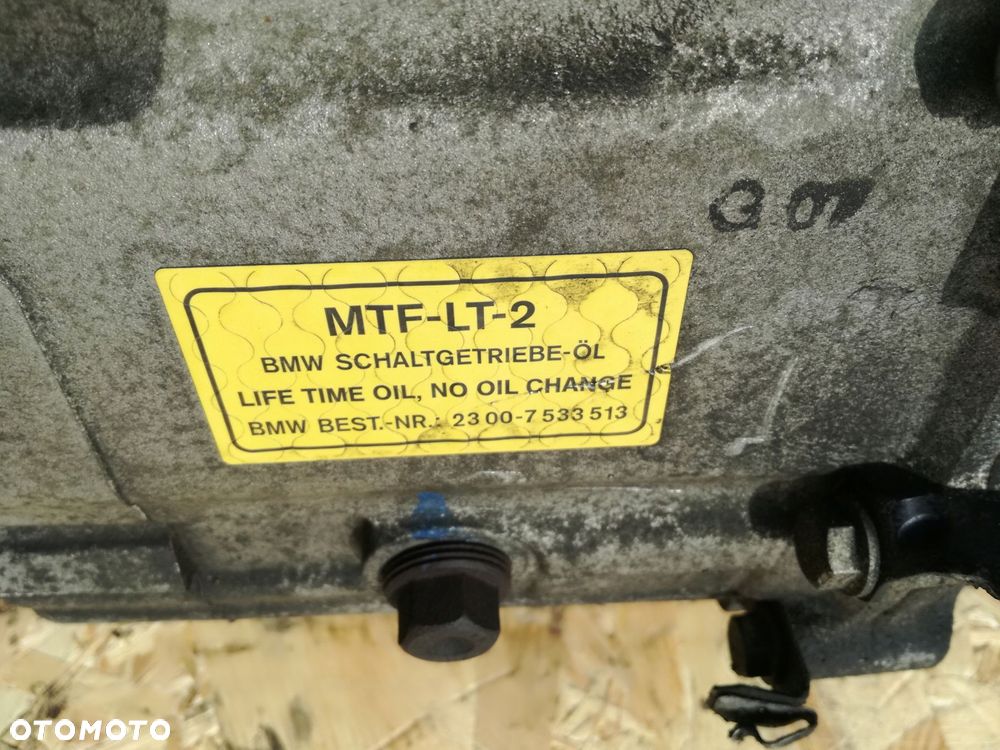 MTF-LT-2
BMW SCHALTGETRIEBE-ÖL
LIFE TIME OIL, NO OIL CHANGE
BMW BEST.-NR.: 23 00-7 533 513
OTOMOTO